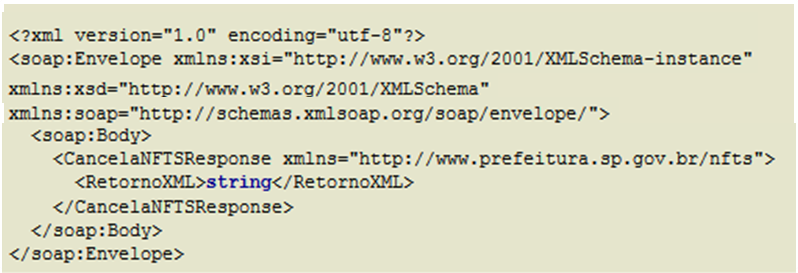 <?xml version="1.0" encoding="utf-8"?>
<soap:Envelope xmlns:xsi="http://www.w3.org/2001/XMLSchema-instance"
xmlns:xsd="http://www.w3.org/2001/XMLSchema"
xmlns:soap="http://schemas.xmlsoap.org/soap/envelope/">
  <soap:Body>
    <CancelaNFTSResponse xmlns="http://www.prefeitura.sp.gov.br/nfts">
      <RetornoXML>string</RetornoXML>
    </CancelaNFTSResponse>
  </soap:Body>
</soap:Envelope>